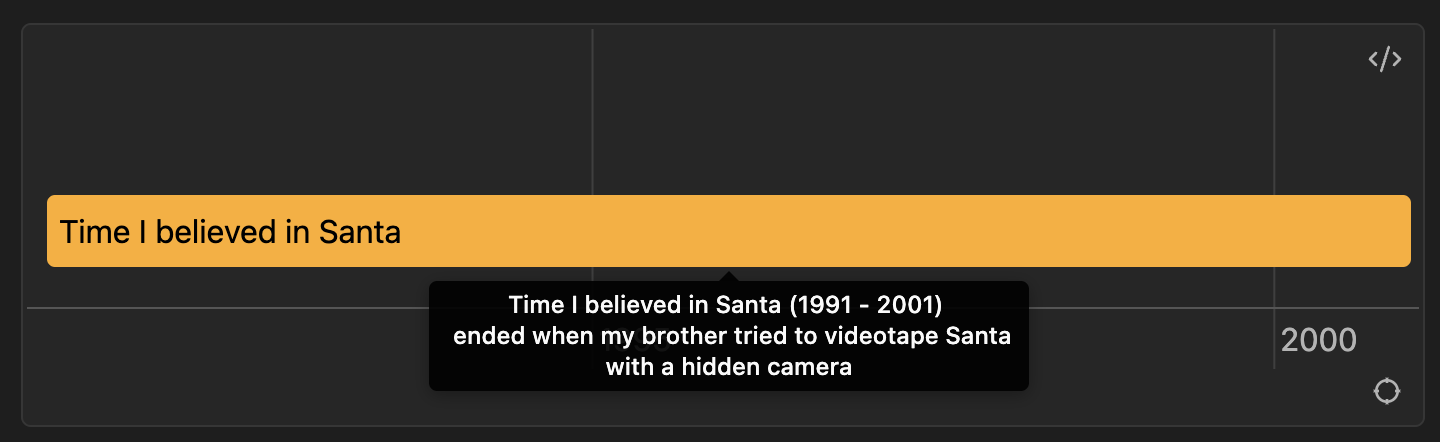 </>
Time I believed in Santa
Time I believed in Santa (1991 - 2001)
ended when my brother tried to videotape Santa
with a hidden camera
2000